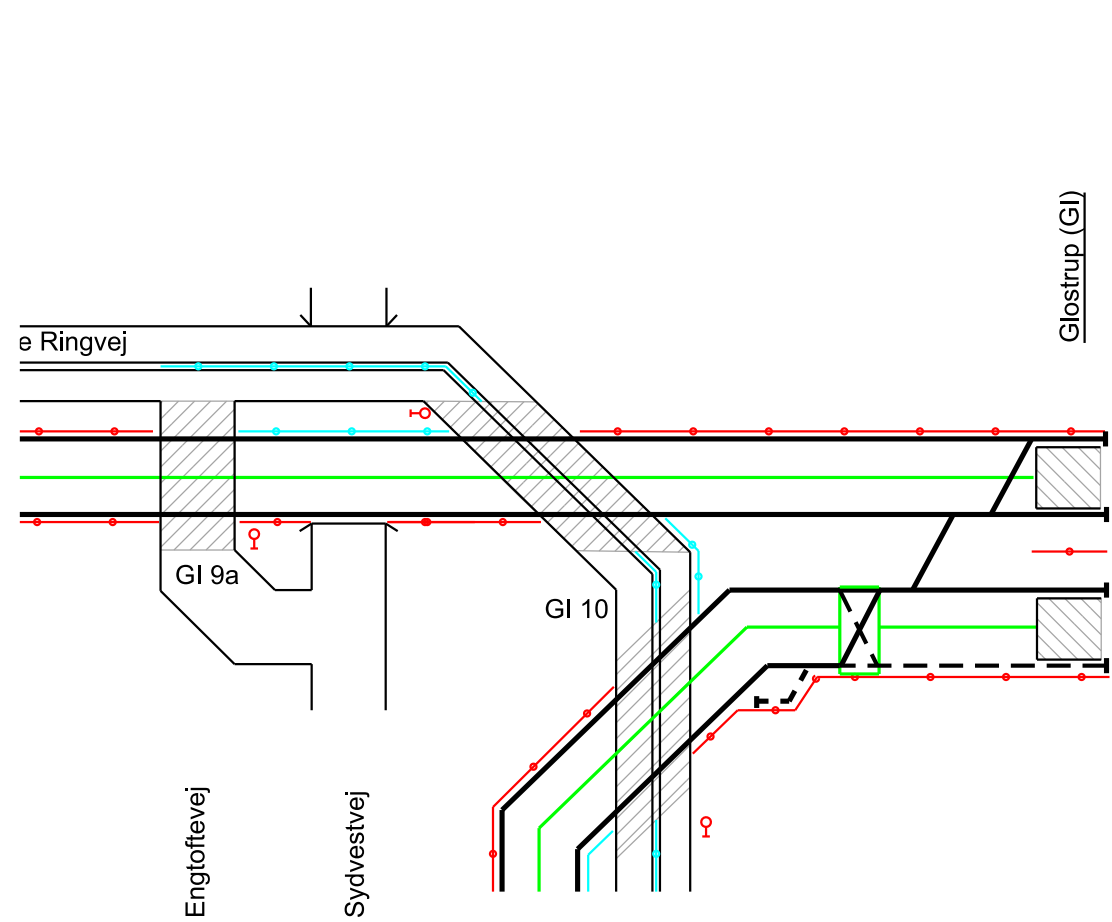 Glostrup (Gl)
e Ringvej
Gl 9a
Gl 10
Engtoftevej
Sydvestvej